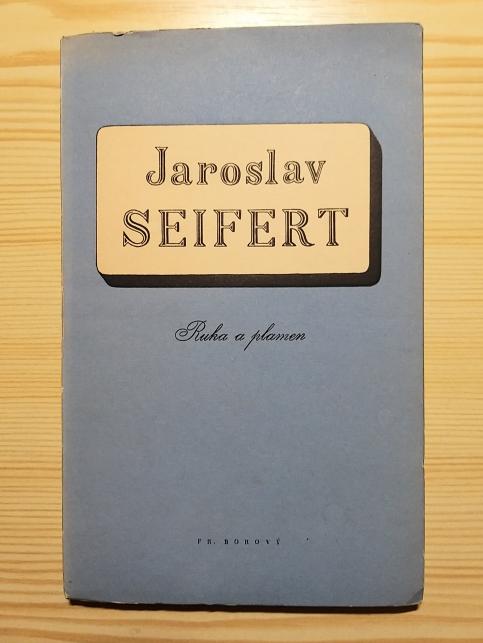 Jaroslav
SEIFERT
Ruka a plamen
FR. BOROVÝ